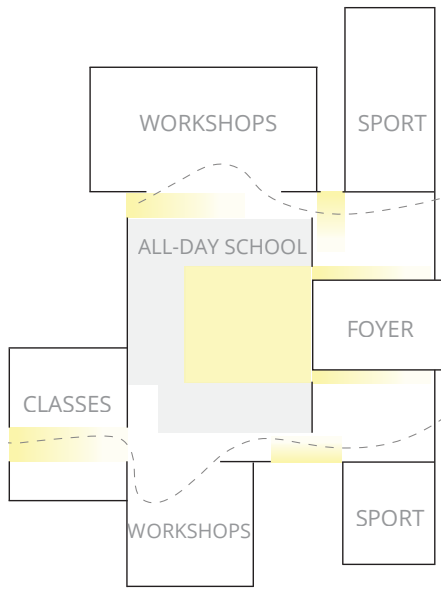 WORKSHOPS
SPORT
ALL-DAY SCHOOL
FOYER
CLASSES
WORKSHOPS
SPORT